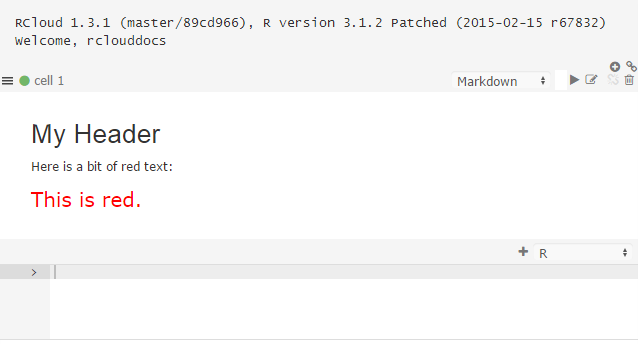 RCloud 1.3.1 (master/89cd966), R version 3.1.2 Patched (2015-02-15 r67832)
Welcome, rclouddocs
cell 1 Markdown
My Header
Here is a bit of red text:
This is red.
R
>